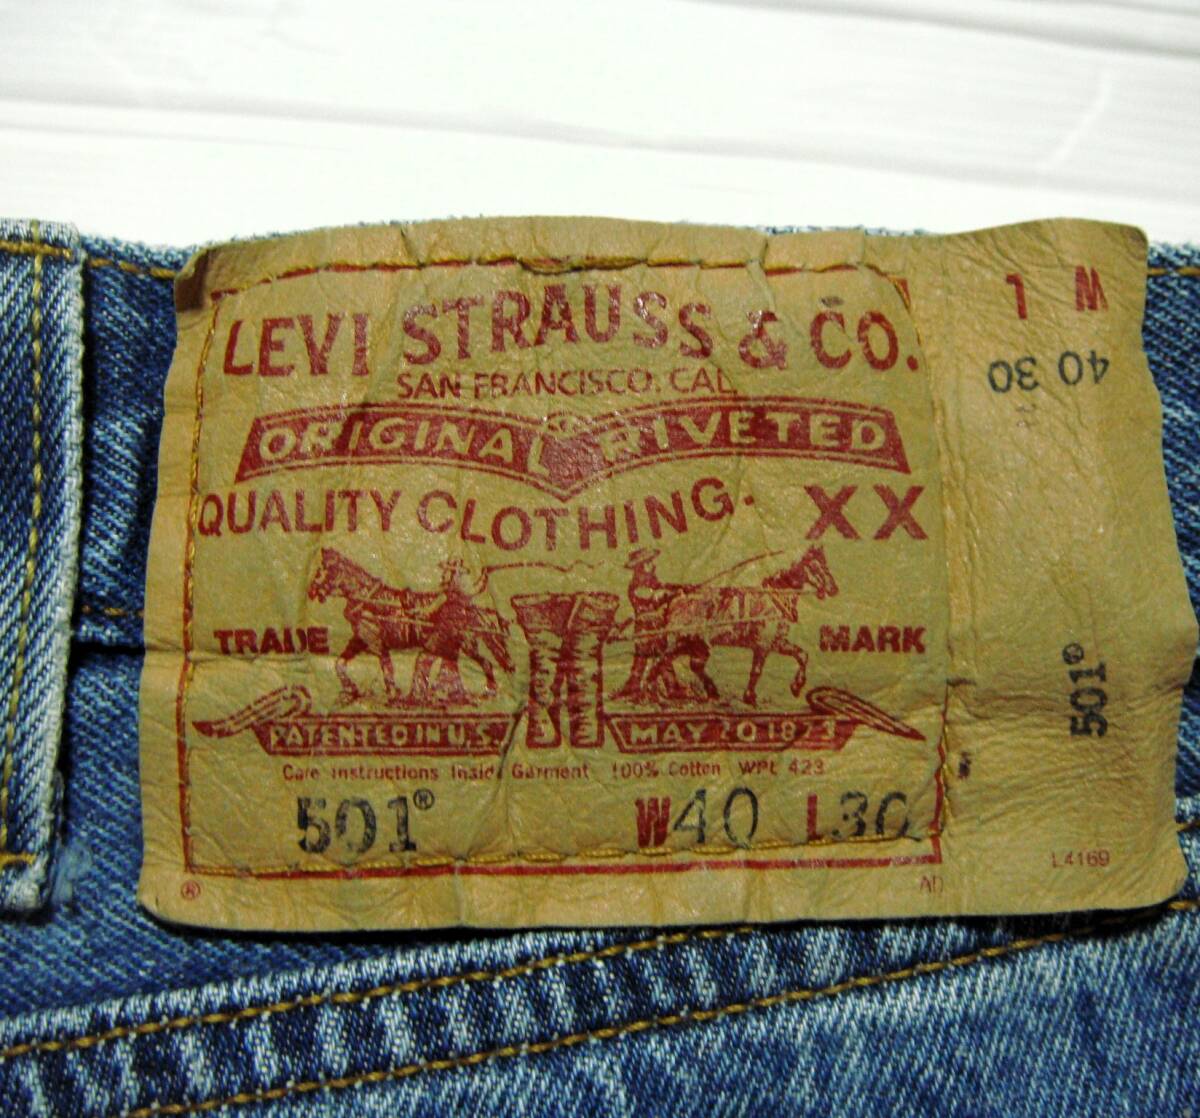 LEVI STRAUSS & CO.
SAN FRANCISCO, CAL.
ORIGINAL RIVETED
QUALITY CLOTHING. XX
TRADE MARK
PATENTED IN U.S. MAY 20 1873
Care Instructions Inside Garment 100% Cotton WPL 423
501® W40 L30
® AD
1 M
40 30
501®
L4169